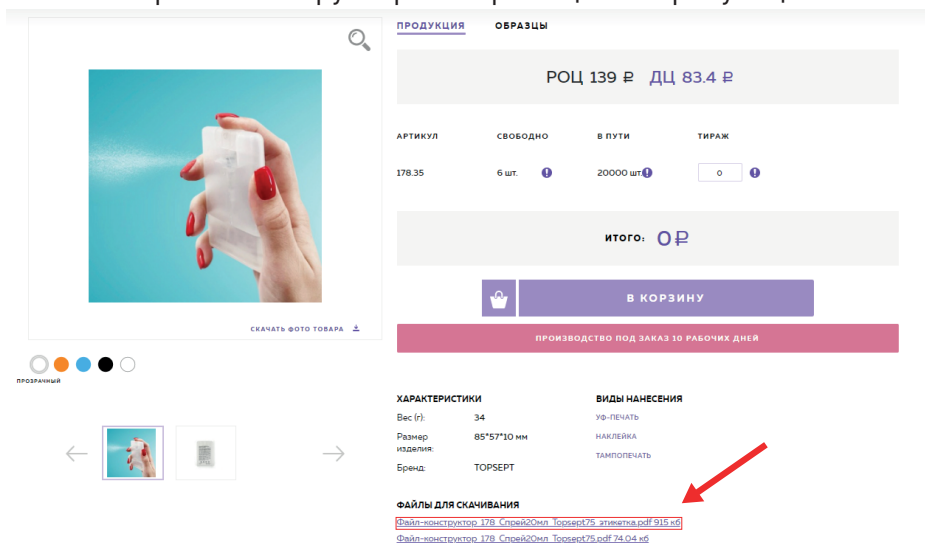 ПРОДУКЦИЯ ОБРАЗЦЫ
РОЦ 139 ₽ ДЦ 83.4 ₽
АРТИКУЛ СВОБОДНО В ПУТИ ТИРАЖ
178.35 6 шт. 20000 шт. 0
ИТОГО: 0₽
В КОРЗИНУ
СКАЧАТЬ ФОТО ТОВАРА
ПРОИЗВОДСТВО ПОД ЗАКАЗ 10 РАБОЧИХ ДНЕЙ
ПРОЗРАЧНЫЙ
ХАРАКТЕРИСТИКИ
Вес (г): 34
Размер изделия: 85*57*10 мм
Бренд: TOPSEPT
ВИДЫ НАНЕСЕНИЯ
УФ-ПЕЧАТЬ
НАКЛЕЙКА
ТАМПОПЕЧАТЬ
ФАЙЛЫ ДЛЯ СКАЧИВАНИЯ
Файл-конструктор_178_Спрей20мл_Topsept75_этикетка.pdf 915 кб
Файл-конструктор_178_Спрей20мл_Topsept75.pdf 74.04 кб